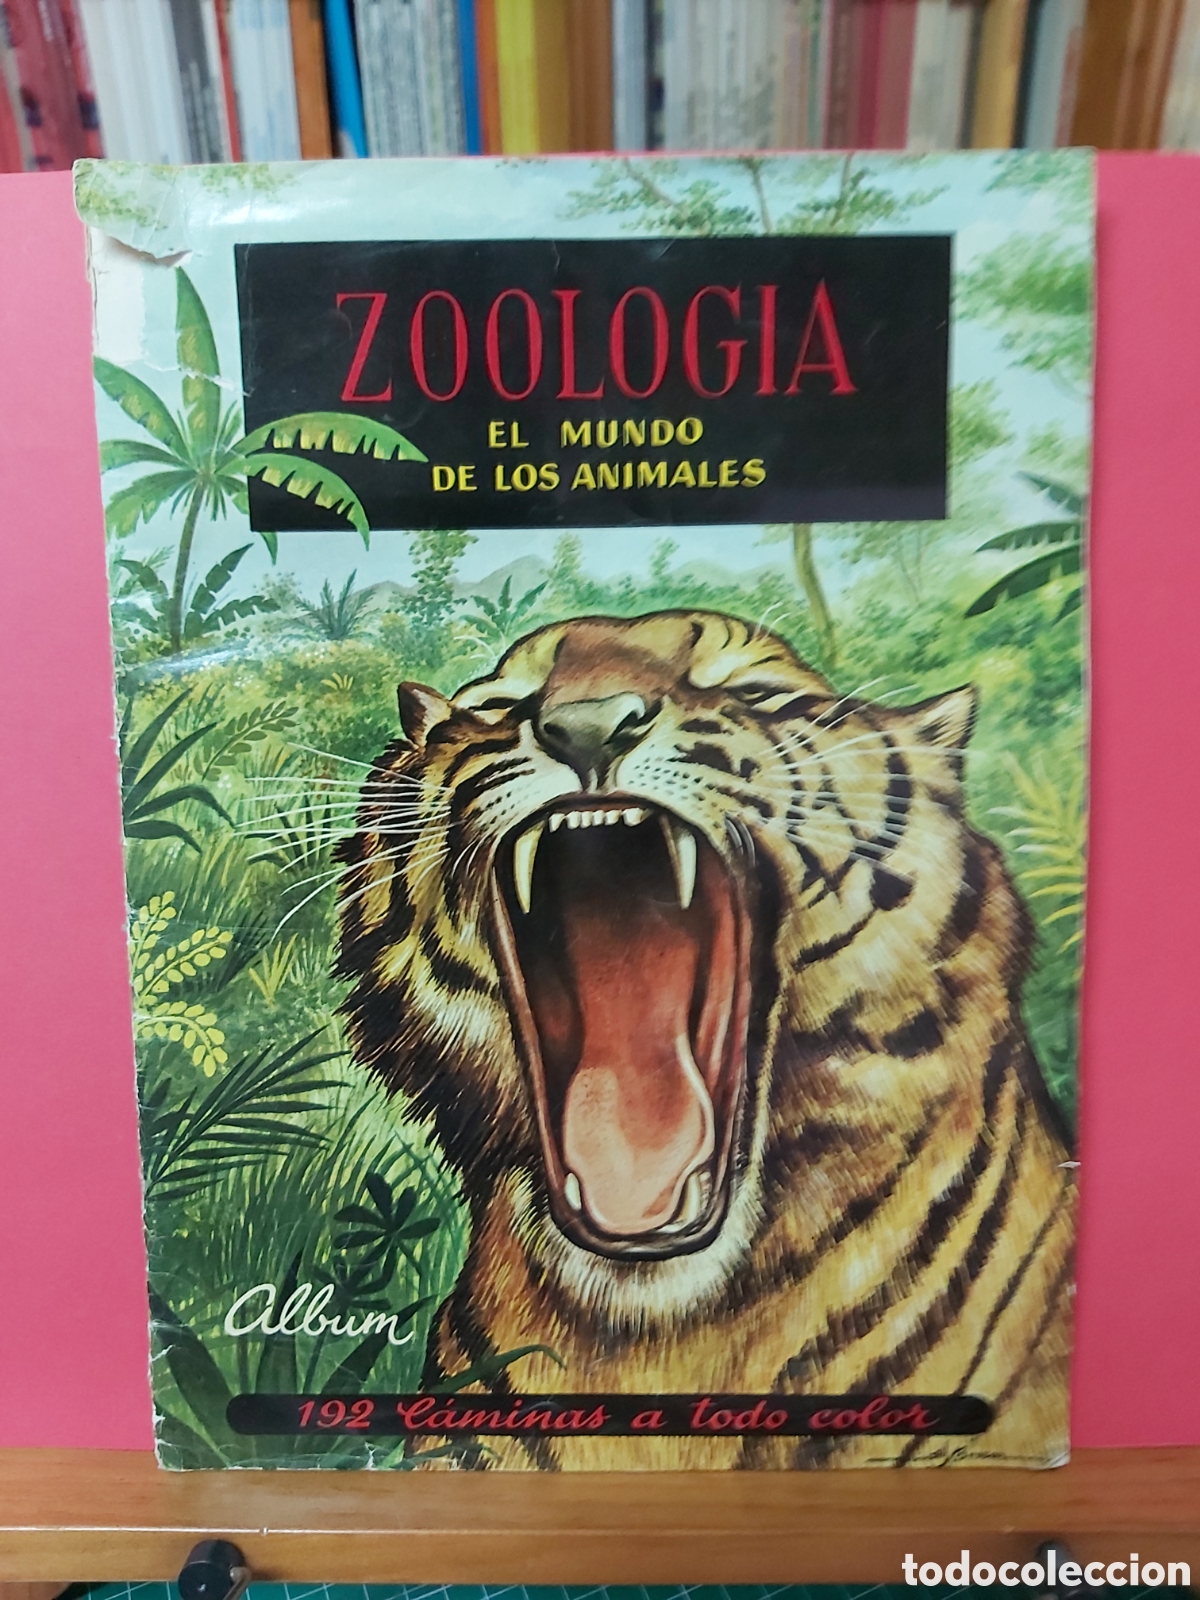 ZOOLOGIA
EL MUNDO
DE LOS ANIMALES
Album
192 Láminas a todo color
todocoleccion